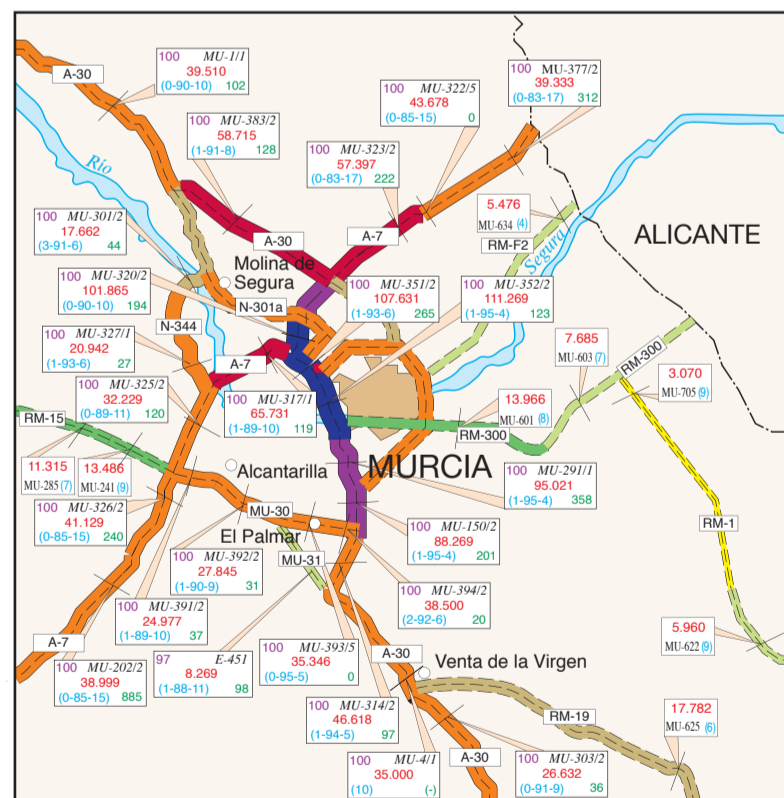 100 MU-1/1
39.510
(0-90-10) 102
A-30
100 MU-383/2
58.715
(1-91-8) 128
100 MU-322/5
43.678
(0-85-15) 0
100 MU-377/2
39.333
(0-83-17) 312
100 MU-323/2
57.397
(0-83-17) 222
Rio
100 MU-301/2
17.662
(3-91-6) 44
A-30
A-7
5.476
MU-634 (4)
RM-F2
Segura
ALICANTE
Molina de
Segura
100 MU-320/2
101.865
(0-90-10) 194
N-301a
100 MU-351/2
107.631
(1-93-6) 265
100 MU-352/2
111.269
(1-95-4) 123
N-344
100 MU-327/1
20.942
(1-93-6) 27
A-7
7.685
MU-603 (7)
RM-300
3.070
MU-705 (9)
100 MU-325/2
32.229
(0-89-11) 120
100 MU-317/1
65.731
(1-89-10) 119
13.966
MU-601 (8)
RM-300
RM-15
11.315
MU-285 (7)
13.486
MU-241 (9)
Alcantarilla
MURCIA
100 MU-291/1
95.021
(1-95-4) 358
100 MU-326/2
41.129
(0-85-15) 240
MU-30
El Palmar
100 MU-150/2
88.269
(1-95-4) 201
RM-1
100 MU-392/2
27.845
(1-90-9) 31
MU-31
100 MU-394/2
38.500
(2-92-6) 20
100 MU-391/2
24.977
(1-89-10) 37
A-7
100 MU-202/2
38.999
(0-85-15) 885
97 E-451
8.269
(1-88-11) 98
100 MU-393/5
35.346
(0-95-5) 0
A-30
Venta de la Virgen
5.960
MU-622 (9)
100 MU-314/2
46.618
(1-94-5) 97
RM-19
17.782
MU-625 (6)
100 MU-4/1
35.000
(10) (-)
A-30
100 MU-303/2
26.632
(0-91-9) 36